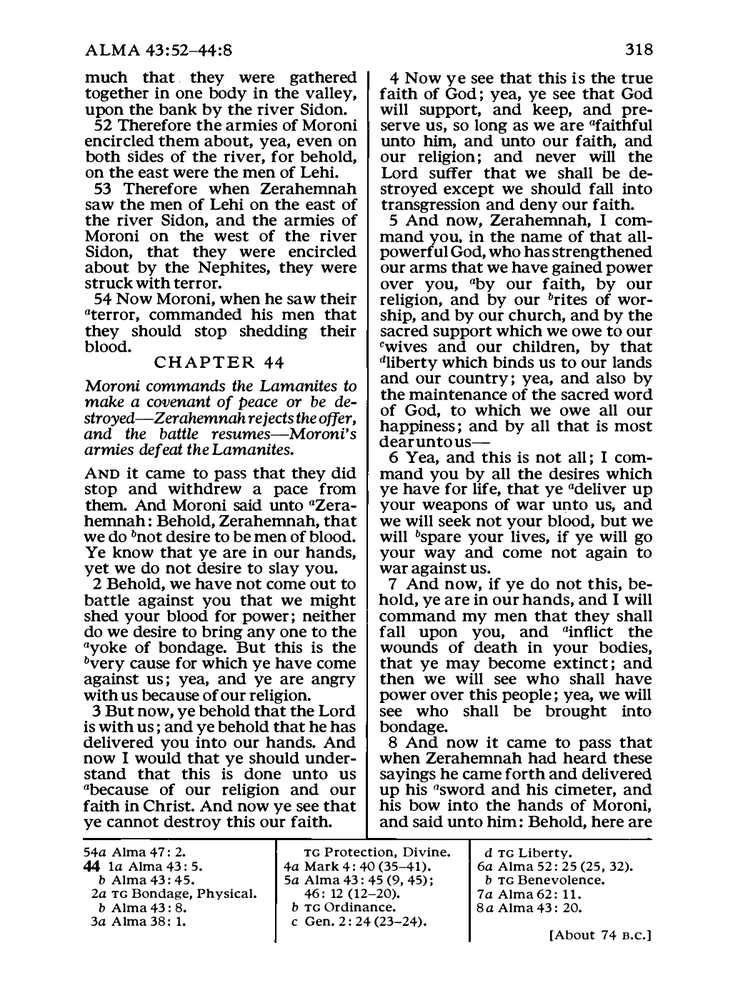 ALMA 43:52–44:8
318
much that they were gathered
together in one body in the valley,
upon the bank by the river Sidon.
52 Therefore the armies of Moroni
encircled them about, yea, even on
both sides of the river, for behold,
on the east were the men of Lehi.
53 Therefore when Zerahemnah
saw the men of Lehi on the east of
the river Sidon, and the armies of
Moroni on the west of the river
Sidon, that they were encircled
about by the Nephites, they were
struck with terror.
54 Now Moroni, when he saw their
aterror, commanded his men that
they should stop shedding their
blood.
CHAPTER 44
Moroni commands the Lamanites to
make a covenant of peace or be de-
stroyed—Zerahemnah rejects the offer,
and the battle resumes—Moroni's
armies defeat the Lamanites.
AND it came to pass that they did
stop and withdrew a pace from
them. And Moroni said unto aZera-
hemnah: Behold, Zerahemnah, that
we do bnot desire to be men of blood.
Ye know that ye are in our hands,
yet we do not desire to slay you.
2 Behold, we have not come out to
battle against you that we might
shed your blood for power; neither
do we desire to bring any one to the
ayoke of bondage. But this is the
bvery cause for which ye have come
against us; yea, and ye are angry
with us because of our religion.
3 But now, ye behold that the Lord
is with us; and ye behold that he has
delivered you into our hands. And
now I would that ye should under-
stand that this is done unto us
abecause of our religion and our
faith in Christ. And now ye see that
ye cannot destroy this our faith.
4 Now ye see that this is the true
faith of God; yea, ye see that God
will support, and keep, and pre-
serve us, so long as we are afaithful
unto him, and unto our faith, and
our religion; and never will the
Lord suffer that we shall be de-
stroyed except we should fall into
transgression and deny our faith.
5 And now, Zerahemnah, I com-
mand you, in the name of that all-
powerful God, who has strengthened
our arms that we have gained power
over you, aby our faith, by our
religion, and by our brites of wor-
ship, and by our church, and by the
sacred support which we owe to our
cwives and our children, by that
dliberty which binds us to our lands
and our country; yea, and also by
the maintenance of the sacred word
of God, to which we owe all our
happiness; and by all that is most
dear unto us—
6 Yea, and this is not all; I com-
mand you by all the desires which
ye have for life, that ye adeliver up
your weapons of war unto us, and
we will seek not your blood, but we
will bspare your lives, if ye will go
your way and come not again to
war against us.
7 And now, if ye do not this, be-
hold, ye are in our hands, and I will
command my men that they shall
fall upon you, and ainflict the
wounds of death in your bodies,
that ye may become extinct; and
then we will see who shall have
power over this people; yea, we will
see who shall be brought into
bondage.
8 And now it came to pass that
when Zerahemnah had heard these
sayings he came forth and delivered
up his asword and his cimeter, and
his bow into the hands of Moroni,
and said unto him: Behold, here are
54a Alma 47: 2.
44 1a Alma 43: 5.
b Alma 43: 45.
2a TG Bondage, Physical.
b Alma 43: 8.
3a Alma 38: 1.
TG Protection, Divine.
4a Mark 4: 40 (35–41).
5a Alma 43: 45 (9, 45);
46: 12 (12–20).
b TG Ordinance.
c Gen. 2: 24 (23–24).
d TG Liberty.
6a Alma 52: 25 (25, 32).
b TG Benevolence.
7a Alma 62: 11.
8a Alma 43: 20.
[About 74 B.C.]